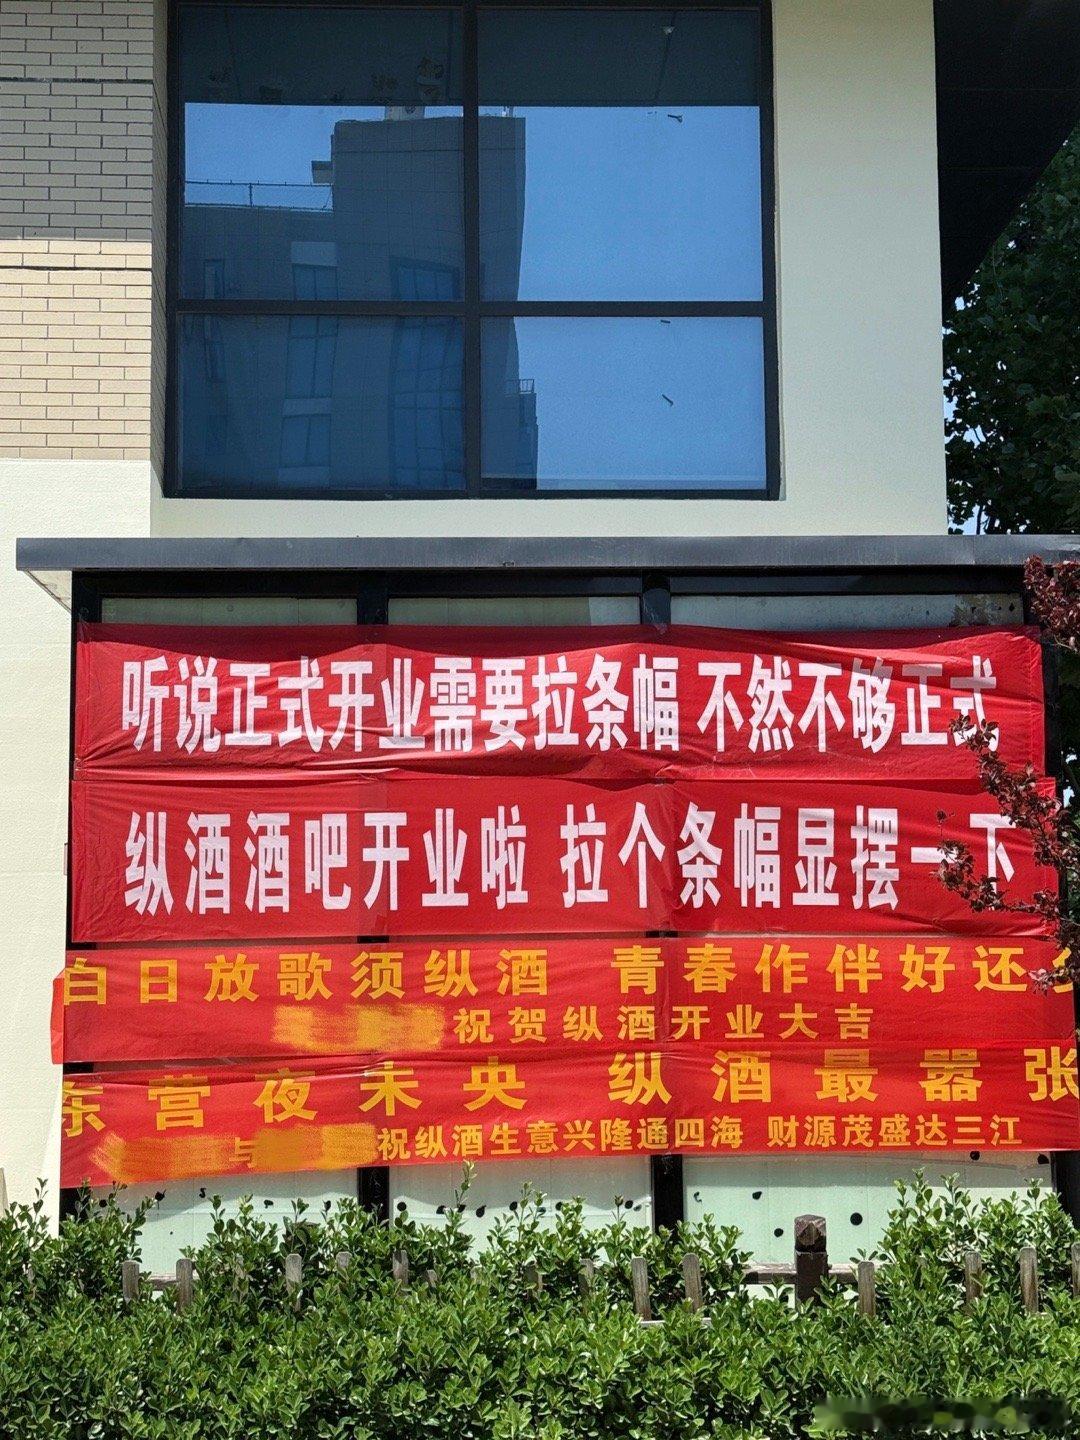 听说正式开业需要拉条幅 不然不够正式
纵酒酒吧开业啦 拉个条幅显摆一下
白日放歌须纵酒 青春作伴好还乡
祝贺纵酒开业大吉
东营夜未央 纵酒最嚣张
与 祝纵酒生意兴隆通四海 财源茂盛达三江